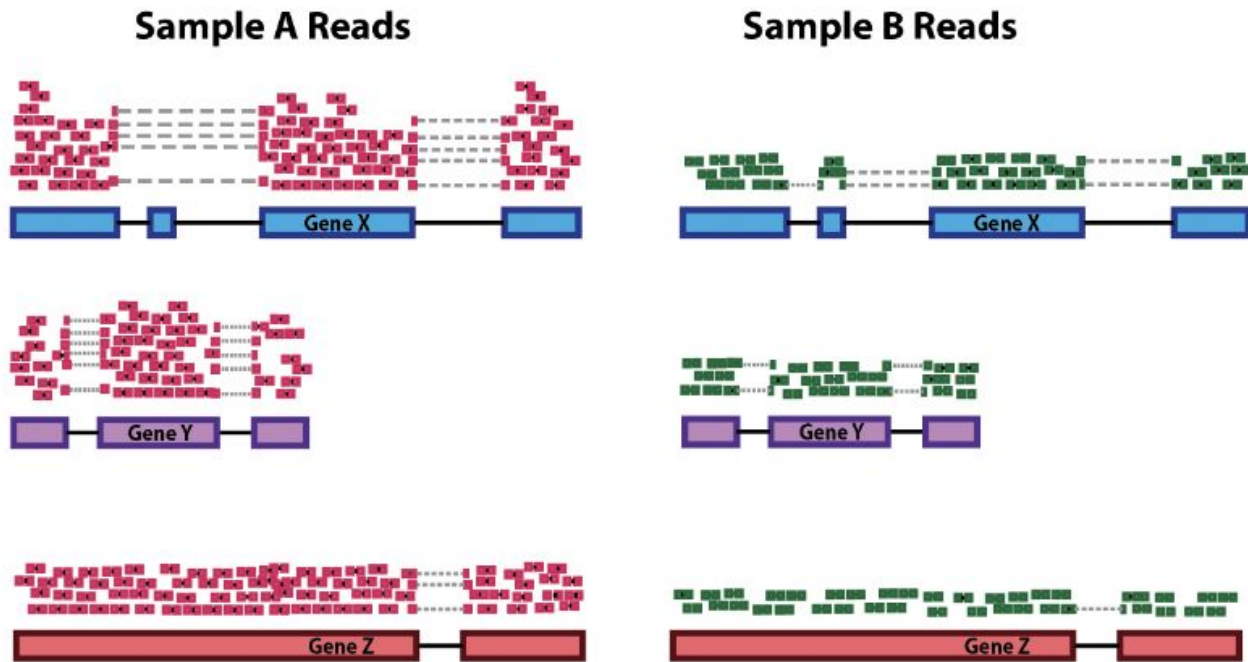 Sample A Reads
Sample B Reads
Gene X
Gene X
Gene Y
Gene Y
Gene Z
Gene Z